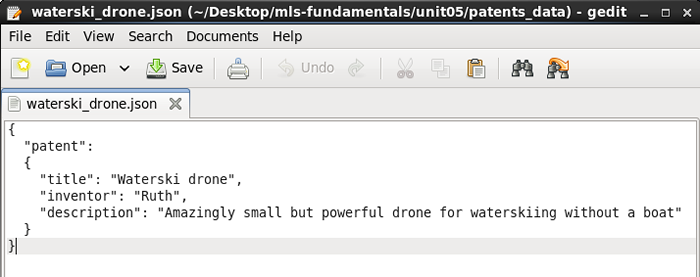 waterski_drone.json (~/Desktop/mls-fundamentals/unit05/patents_data) - gedit
File Edit View Search Documents Help
Open Save Undo
waterski_drone.json
{
  "patent":
  {
    "title": "Waterski drone",
    "inventor": "Ruth",
    "description": "Amazingly small but powerful drone for waterskiing without a boat"
  }
}